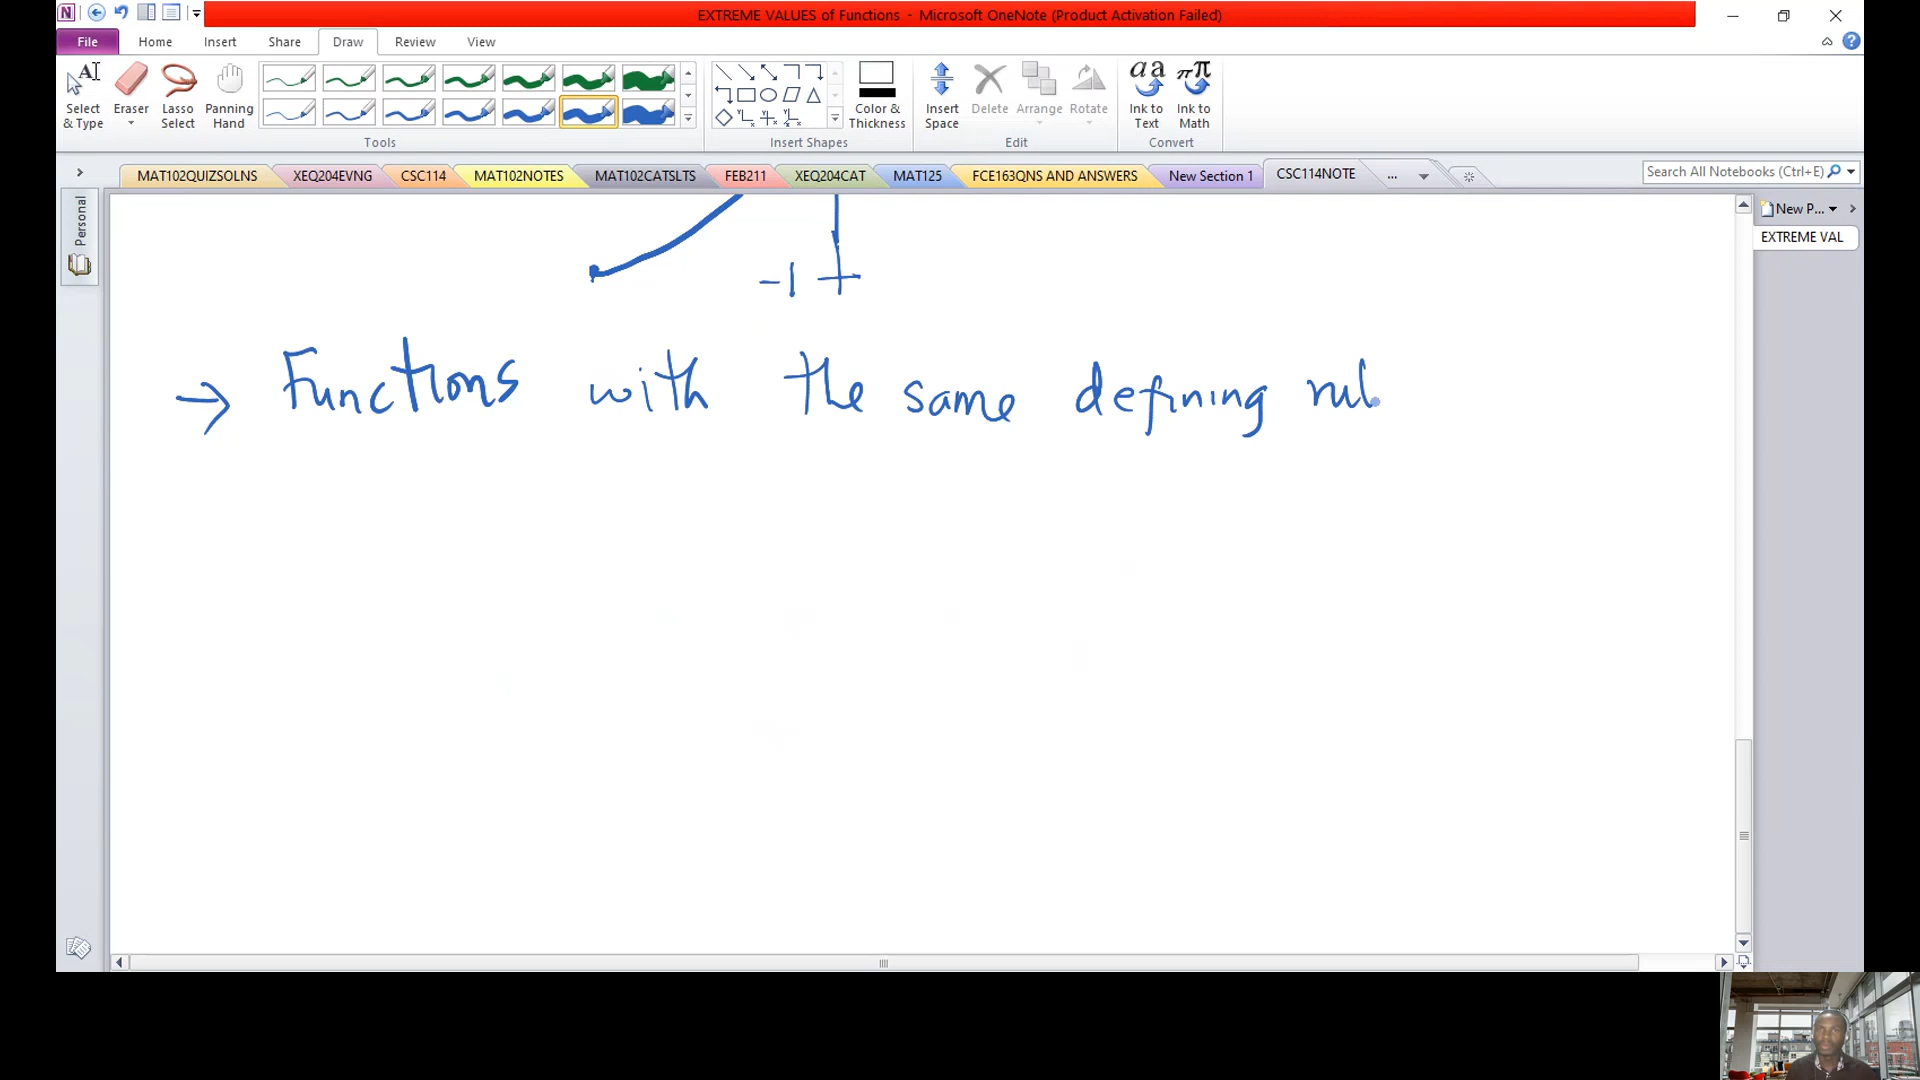 EXTREME VALUES of Functions - Microsoft OneNote (Product Activation Failed)
File Home Insert Share Draw Review View
Select & Type
Eraser
Lasso Select
Panning Hand
Color & Thickness
Insert Space
Delete
Arrange
Rotate
Ink to Text
Ink to Math
Tools Insert Shapes Edit Convert
MAT102QUIZSOLNS XEQ204EVNG CSC114 MAT102NOTES MAT102CATSLTS FEB211 XEQ204CAT MAT125 FCE163QNS AND ANSWERS New Section 1 CSC114NOTE ...
Search All Notebooks (Ctrl+E)
Personal
New P...
EXTREME VAL
-1
→ Functions with the same defining rul